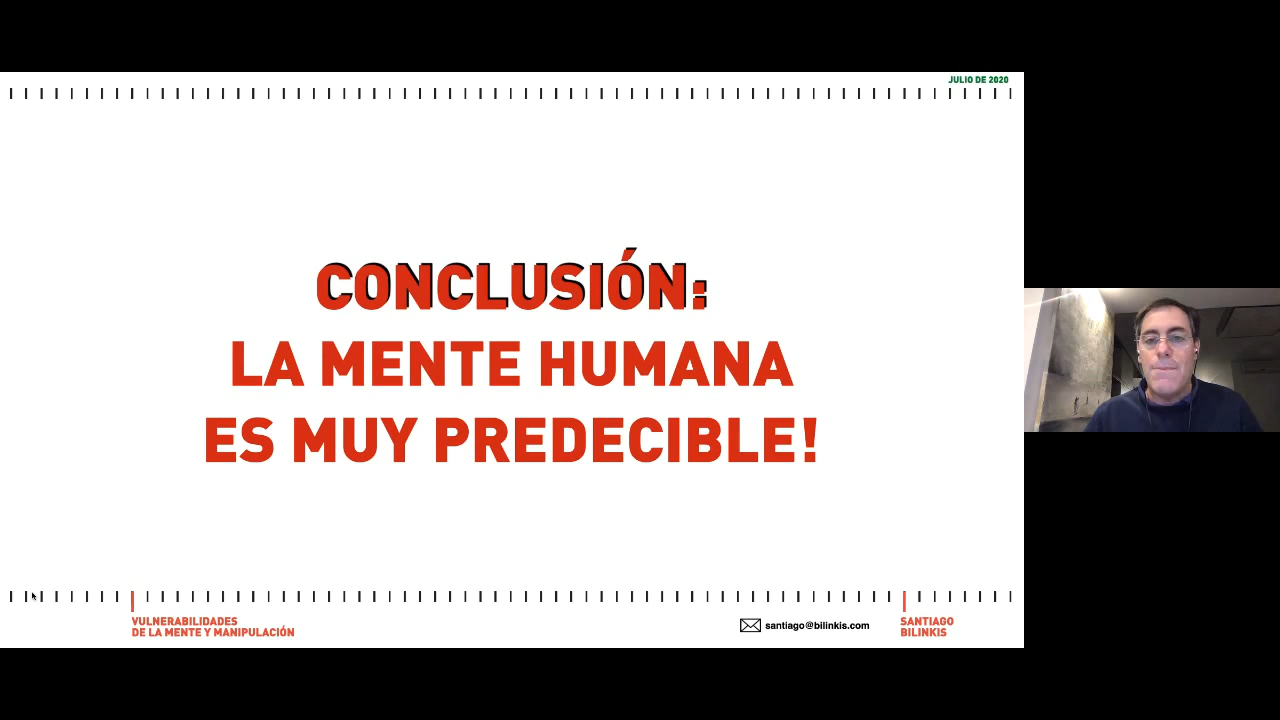 JULIO DE 2020
CONCLUSIÓN:
LA MENTE HUMANA
ES MUY PREDECIBLE!
VULNERABILIDADES
DE LA MENTE Y MANIPULACIÓN
santiago@bilinkis.com
SANTIAGO
BILINKIS